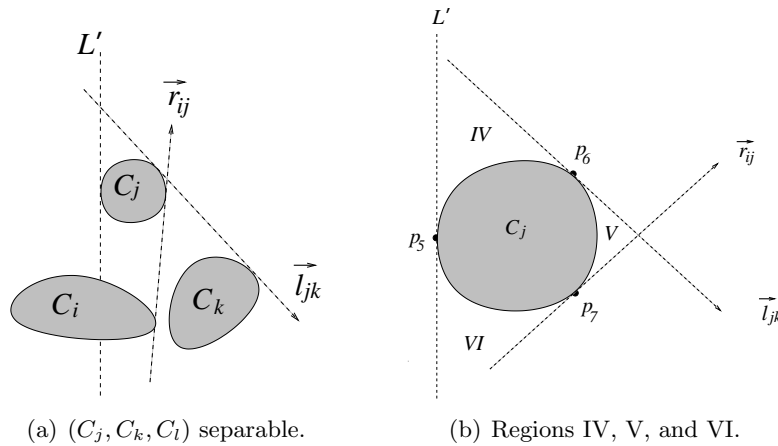 L'
r_ij
C_j
C_i
C_k
l_jk
(a) (C_j, C_k, C_l) separable.
L'
IV
p_6
r_ij
p_5
C_j
V
p_7
VI
l_jk
(b) Regions IV, V, and VI.